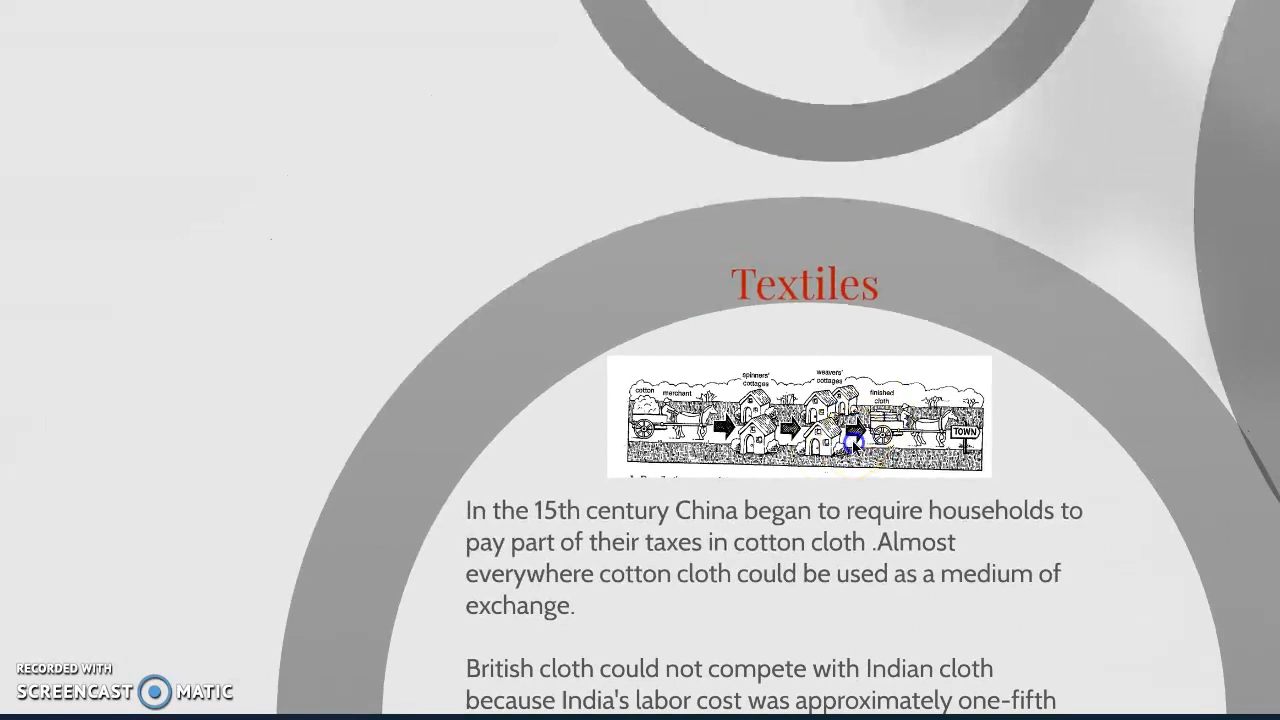 Textiles
cotton
merchant
spinners'
cottages
weavers'
cottages
finished
cloth
TOWN
In the 15th century China began to require households to
pay part of their taxes in cotton cloth .Almost
everywhere cotton cloth could be used as a medium of
exchange.
British cloth could not compete with Indian cloth
because India's labor cost was approximately one-fifth
RECORDED WITH
SCREENCAST MATIC